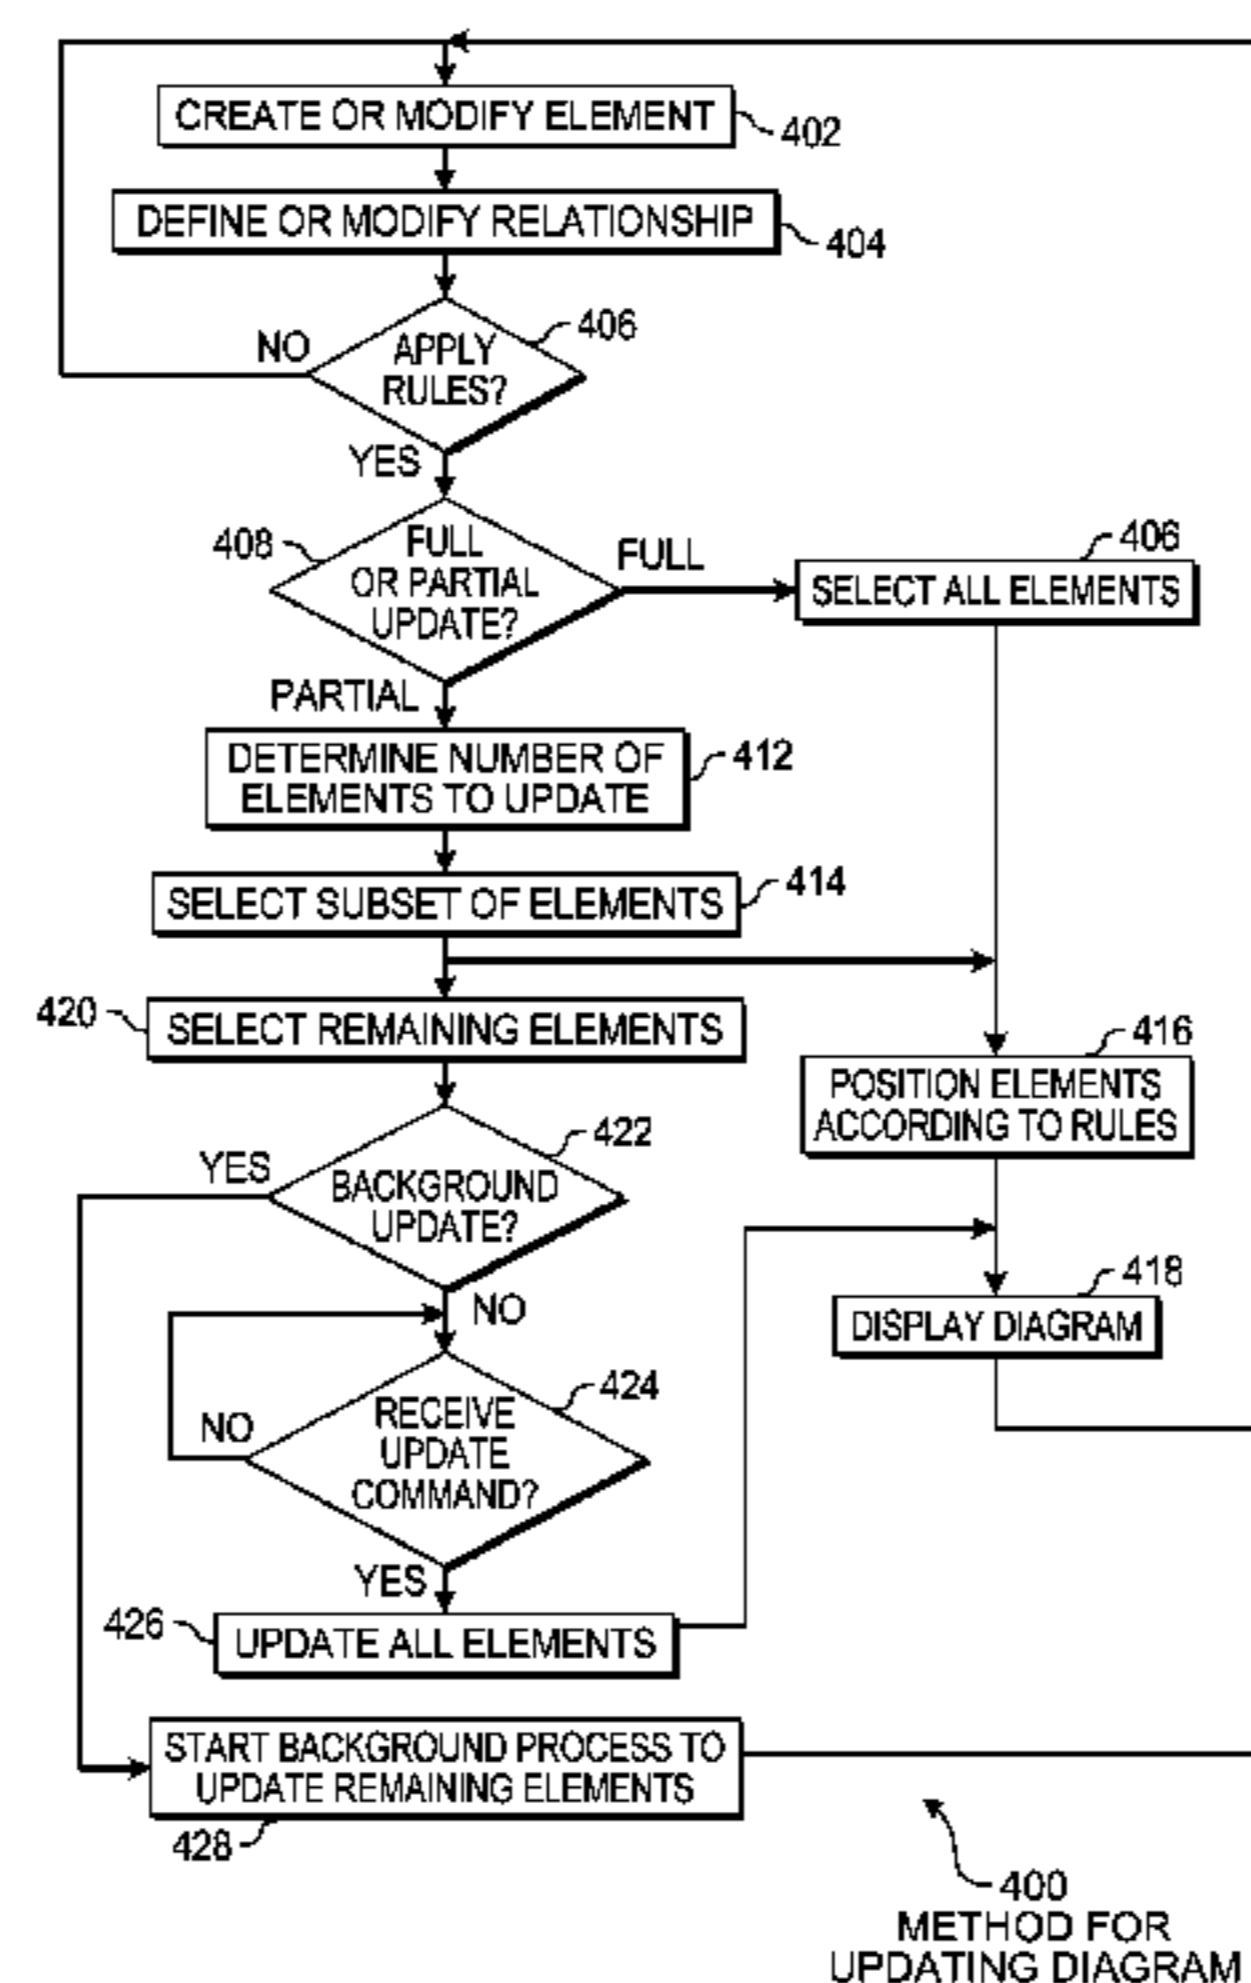 CREATE OR MODIFY ELEMENT
402
DEFINE OR MODIFY RELATIONSHIP
404
406
NO
APPLY
RULES?
YES
408
FULL
OR PARTIAL
UPDATE?
FULL
406
SELECT ALL ELEMENTS
PARTIAL
DETERMINE NUMBER OF
ELEMENTS TO UPDATE
412
SELECT SUBSET OF ELEMENTS
414
420
SELECT REMAINING ELEMENTS
416
POSITION ELEMENTS
ACCORDING TO RULES
422
YES
BACKGROUND
UPDATE?
NO
418
DISPLAY DIAGRAM
424
NO
RECEIVE
UPDATE
COMMAND?
YES
426
UPDATE ALL ELEMENTS
START BACKGROUND PROCESS TO
UPDATE REMAINING ELEMENTS
428
400
METHOD FOR
UPDATING DIAGRAM